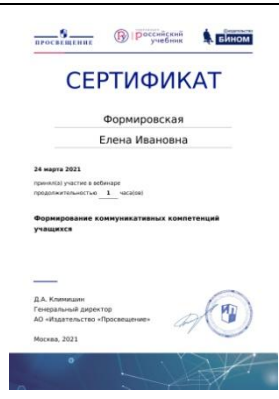 ПРОСВЕЩЕНИЕ
российский
учебник
БИНОМ
СЕРТИФИКАТ
Формировская
Елена Ивановна
24 марта 2021
принял(а) участие в вебинаре
продолжительностью 1 часа(ов)
Формирование коммуникативных компетенций
учащихся
Д.А. Климишин
Генеральный директор
АО «Издательство «Просвещение»
Москва, 2021